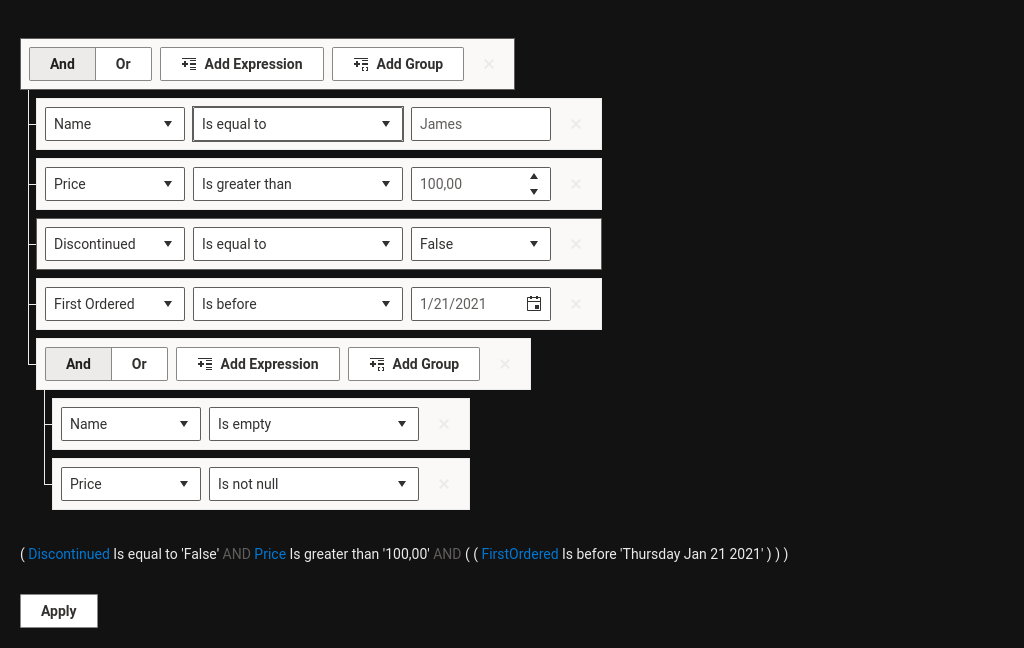 And Or Add Expression Add Group
Name Is equal to James
Price Is greater than 100,00
Discontinued Is equal to False
First Ordered Is before 1/21/2021
And Or Add Expression Add Group
Name Is empty
Price Is not null
( Discontinued Is equal to 'False' AND Price Is greater than '100,00' AND ( ( FirstOrdered Is before 'Thursday Jan 21 2021' ) ) )
Apply